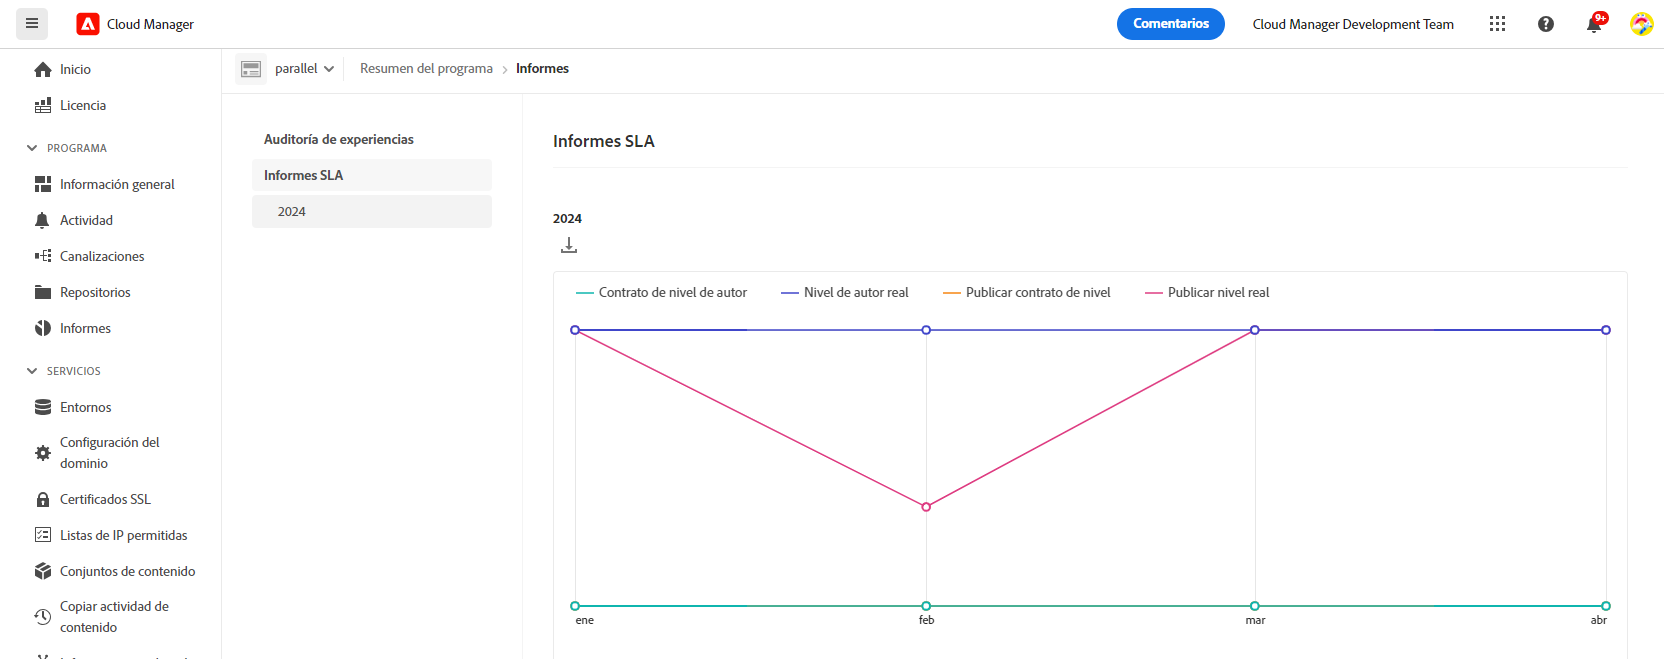 Cloud Manager
Comentarios
Cloud Manager Development Team
9+
Inicio
Licencia
PROGRAMA
Información general
Actividad
Canalizaciones
Repositorios
Informes
SERVICIOS
Entornos
Configuración del
dominio
Certificados SSL
Listas de IP permitidas
Conjuntos de contenido
Copiar actividad de
contenido
parallel
Resumen del programa
Informes
Auditoría de experiencias
Informes SLA
2024
Informes SLA
2024
Contrato de nivel de autor
Nivel de autor real
Publicar contrato de nivel
Publicar nivel real
ene
feb
mar
abr